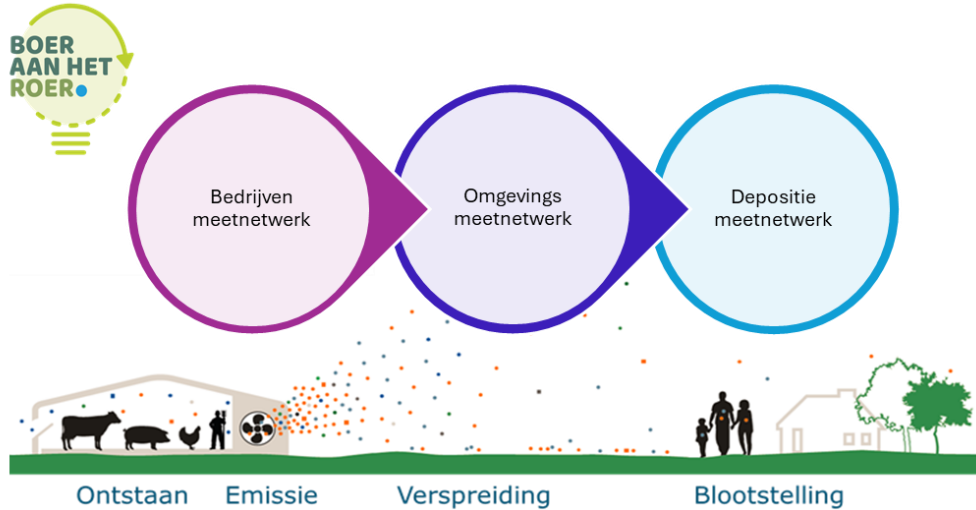 BOER
AAN HET
ROER.
Bedrijven
meetnetwerk
Omgevings
meetnetwerk
Depositie
meetnetwerk
Ontstaan
Emissie
Verspreiding
Blootstelling